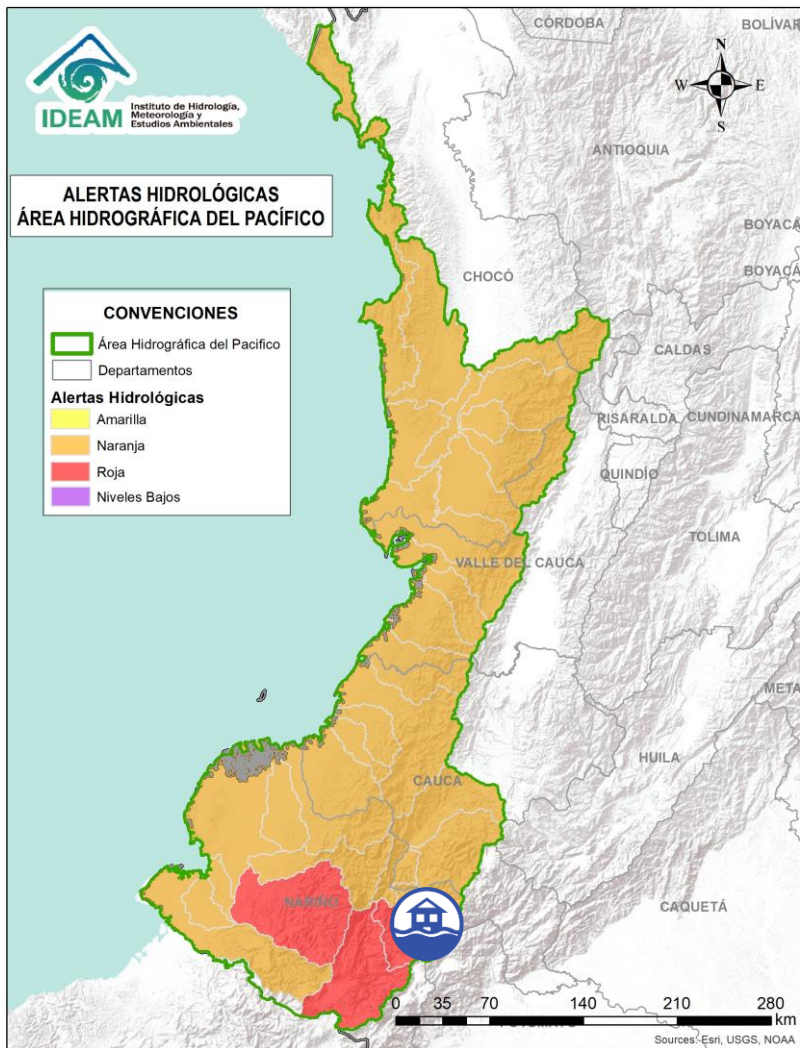 IDEAM
Instituto de Hidrología,
Meteorología y
Estudios Ambientales
ALERTAS HIDROLÓGICAS
ÁREA HIDROGRÁFICA DEL PACÍFICO
CONVENCIONES
Área Hidrográfica del Pacifico
Departamentos
Alertas Hidrológicas
Amarilla
Naranja
Roja
Niveles Bajos
N
W
E
S
CÓRDOBA
BOLÍVAR
ANTIOQUIA
BOYACÁ
CHOCÓ
BOYACÁ
CALDAS
RISARALDA
CUNDINAMARCA
QUINDÍO
TOLIMA
VALLE DEL CAUCA
META
HUILA
CAUCA
NARIÑO
CAQUETÁ
0 35 70 140 210 280
km
Sources: Esri, USGS, NOAA